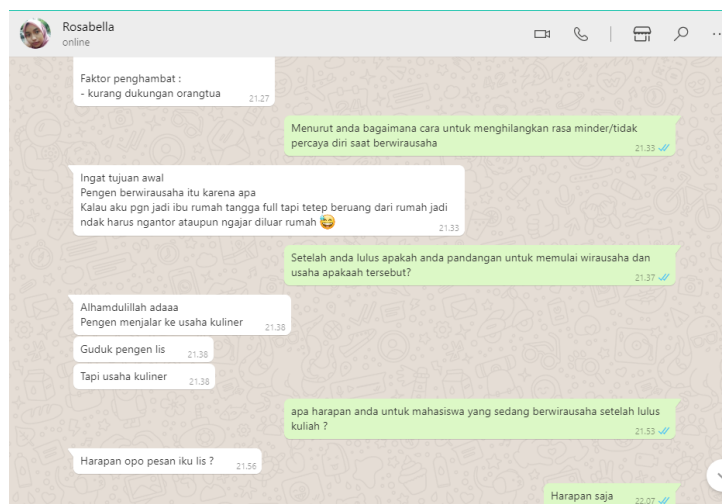 Rosabella
online
Faktor penghambat :
- kurang dukungan orangtua
21.27
Menurut anda bagaimana cara untuk menghilangkan rasa minder/tidak
percaya diri saat berwirausaha
21.33
Ingat tujuan awal
Pengen berwirausaha itu karena apa
Kalau aku pgn jadi ibu rumah tangga full tapi tetep beruang dari rumah jadi
ndak harus ngantor ataupun ngajar diluar rumah 😅
21.33
Setelah anda lulus apakah anda pandangan untuk memulai wirausaha dan
usaha apakaah tersebut?
21.37
Alhamdulillah adaaa
Pengen menjalar ke usaha kuliner
21.38
Guduk pengen lis
21.38
Tapi usaha kuliner
21.38
apa harapan anda untuk mahasiswa yang sedang berwirausaha setelah lulus
kuliah ?
21.53
Harapan opo pesan iku lis ?
21.56
Harapan saja
22.07